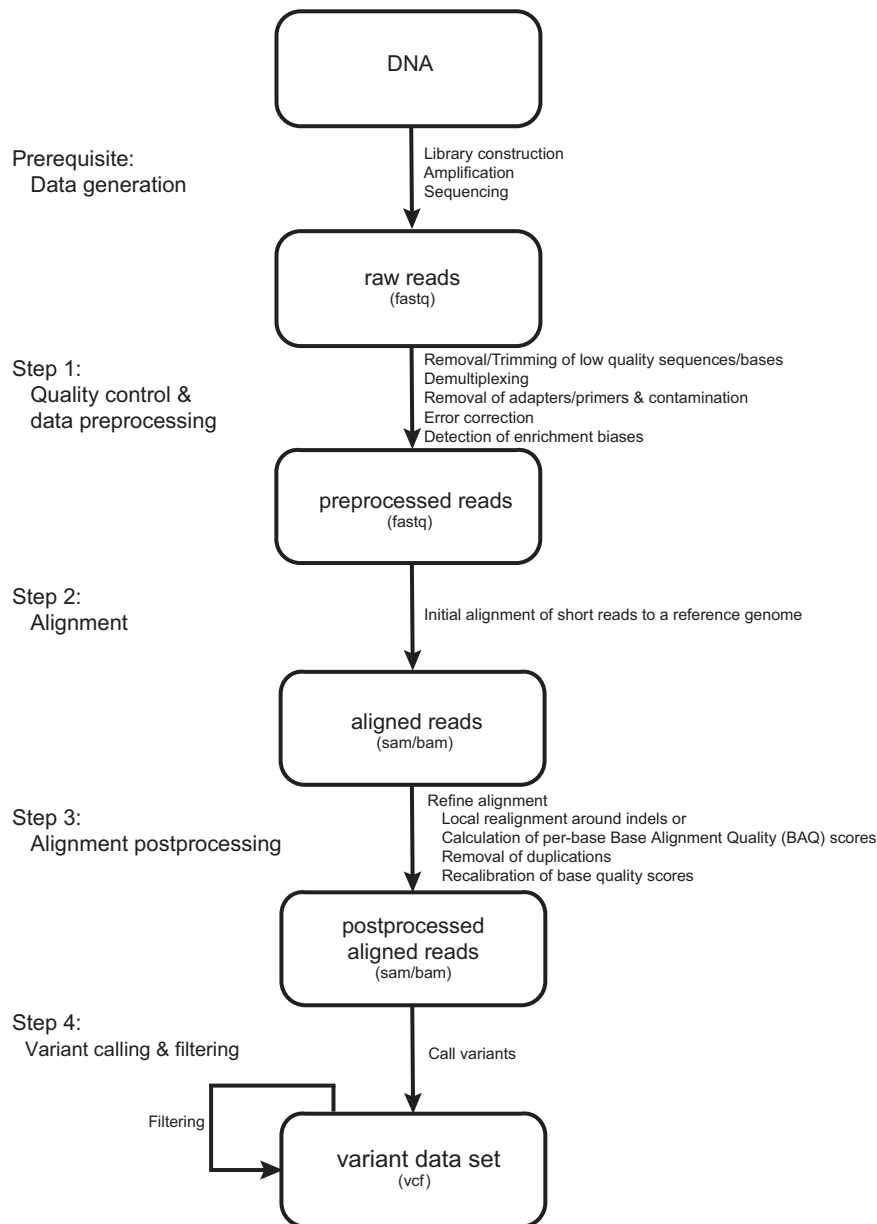 DNA
Prerequisite:
Data generation
Library construction
Amplification
Sequencing
raw reads
(fastq)
Step 1:
Quality control &
data preprocessing
Removal/Trimming of low quality sequences/bases
Demultiplexing
Removal of adapters/primers & contamination
Error correction
Detection of enrichment biases
preprocessed reads
(fastq)
Step 2:
Alignment
Initial alignment of short reads to a reference genome
aligned reads
(sam/bam)
Step 3:
Alignment postprocessing
Refine alignment
Local realignment around indels or
Calculation of per-base Base Alignment Quality (BAQ) scores
Removal of duplications
Recalibration of base quality scores
postprocessed
aligned reads
(sam/bam)
Step 4:
Variant calling & filtering
Call variants
Filtering
variant data set
(vcf)